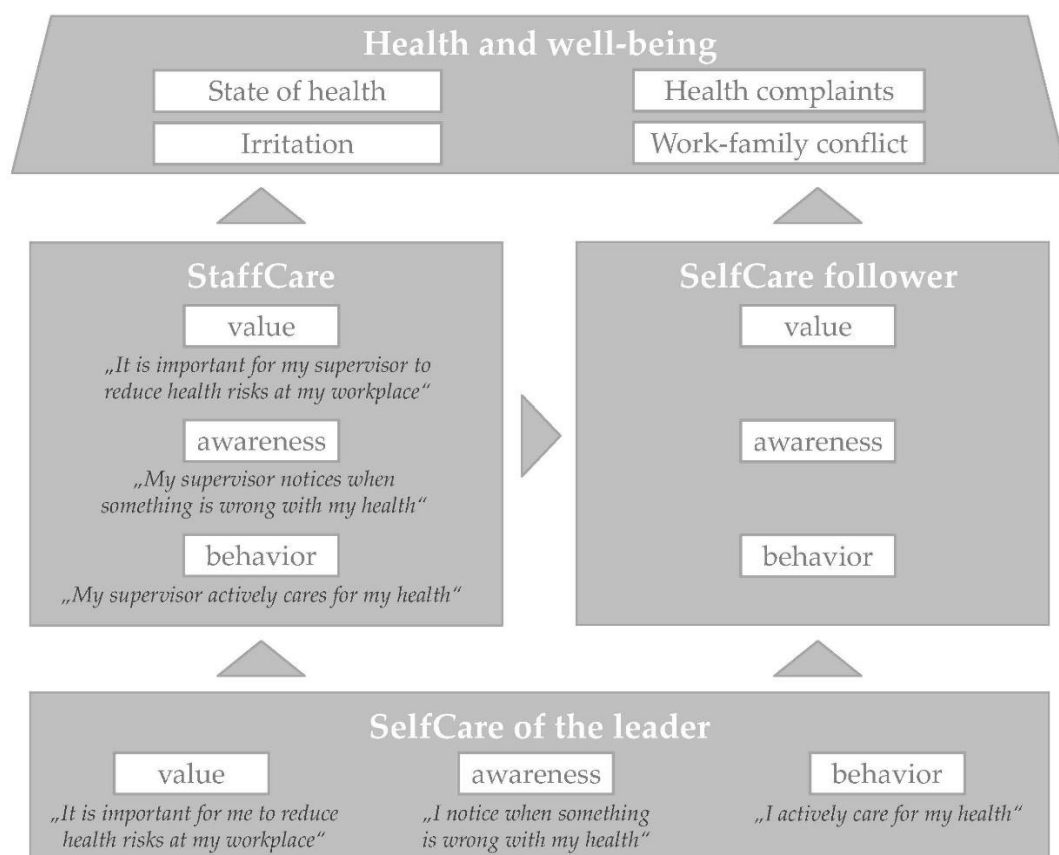 Health and well-being
State of health
Health complaints
Irritation
Work-family conflict
StaffCare
value
„It is important for my supervisor to
reduce health risks at my workplace“
awareness
„My supervisor notices when
something is wrong with my health“
behavior
„My supervisor actively cares for my health“
SelfCare follower
value
awareness
behavior
SelfCare of the leader
value
„It is important for me to reduce
health risks at my workplace“
awareness
„I notice when something
is wrong with my health“
behavior
„I actively care for my health“